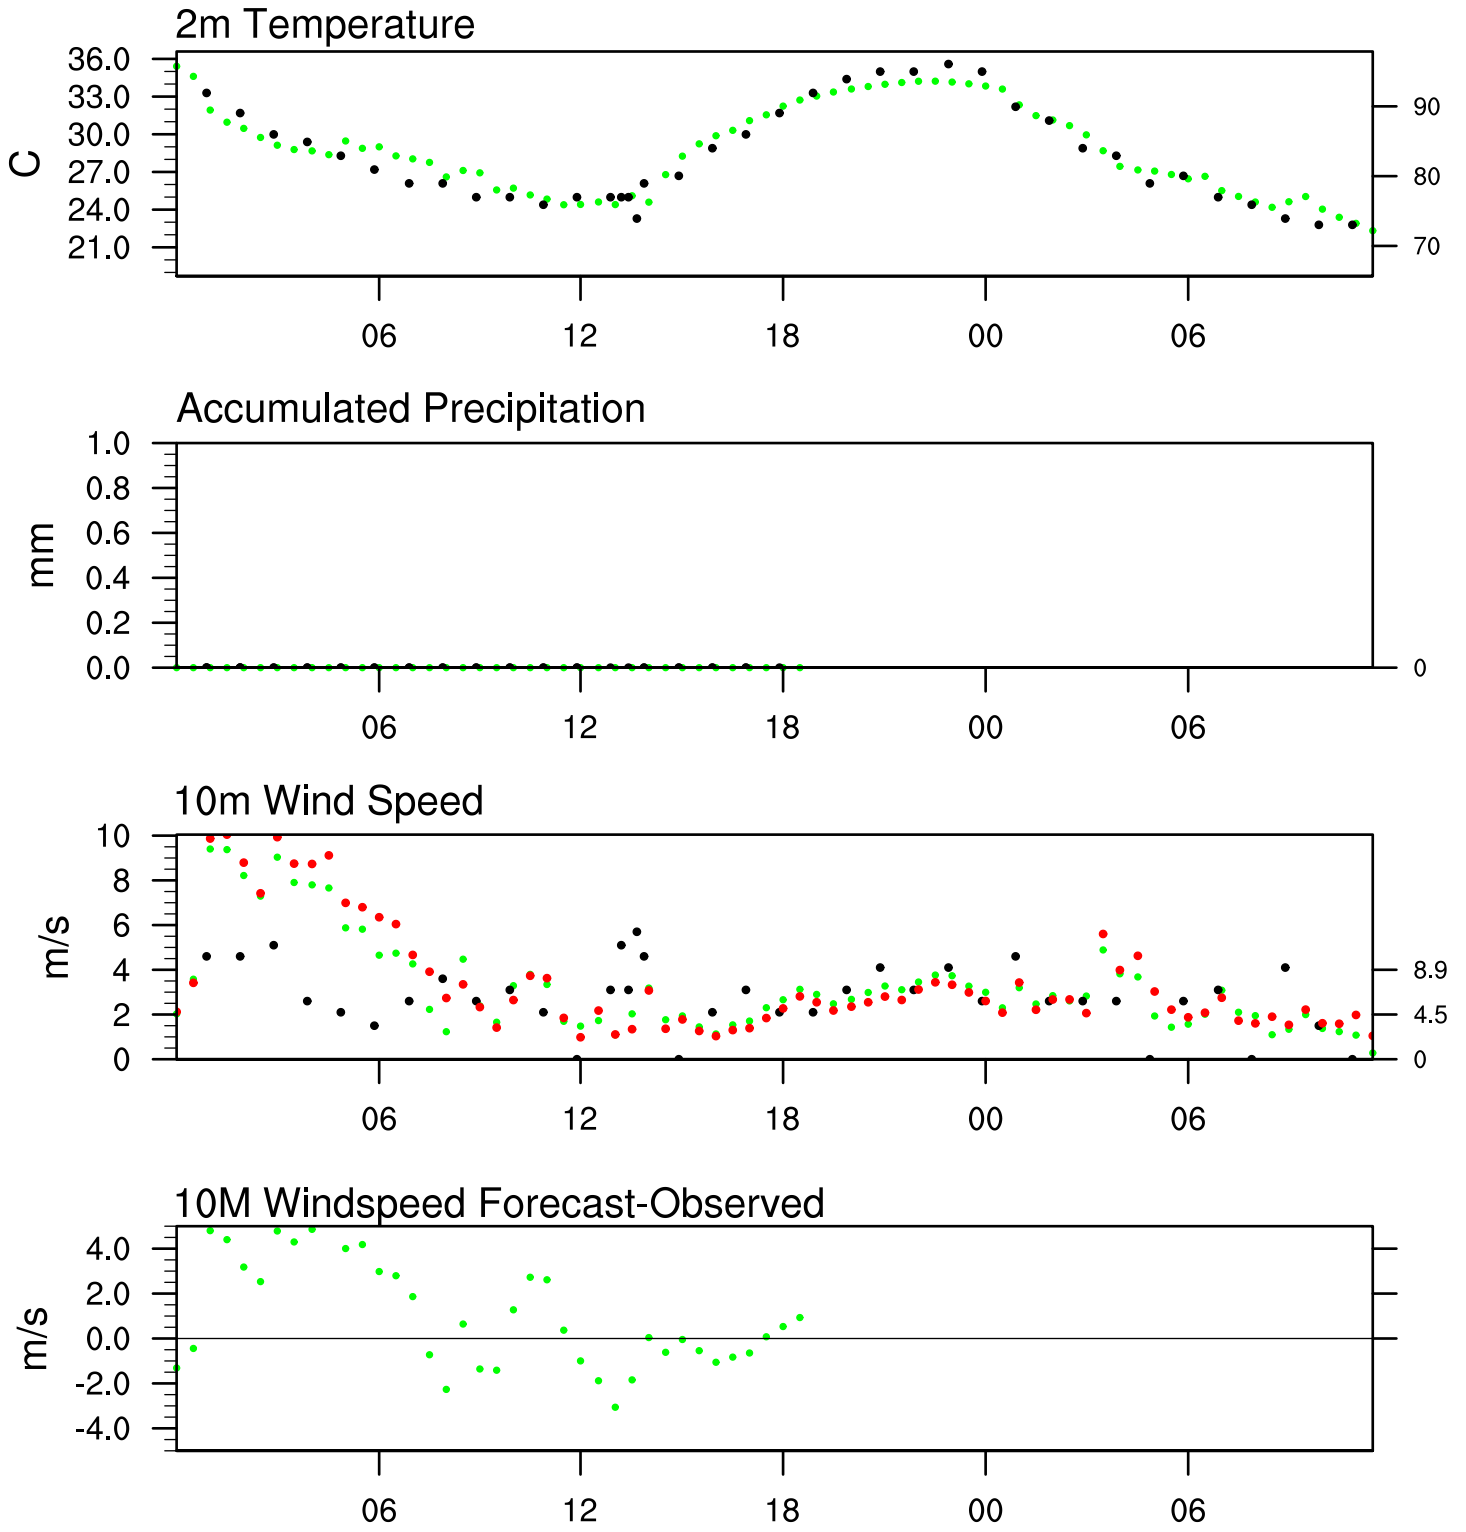 2m Temperature
36.0
33.0
30.0
27.0
24.0
21.0
C
90
80
70
06 12 18 00 06
Accumulated Precipitation
1.0
0.8
0.6
0.4
0.2
0.0
mm
0
06 12 18 00 06
10m Wind Speed
10
8
6
4
2
0
m/s
8.9
4.5
0
06 12 18 00 06
10M Windspeed Forecast-Observed
4.0
2.0
0.0
-2.0
-4.0
m/s
06 12 18 00 06